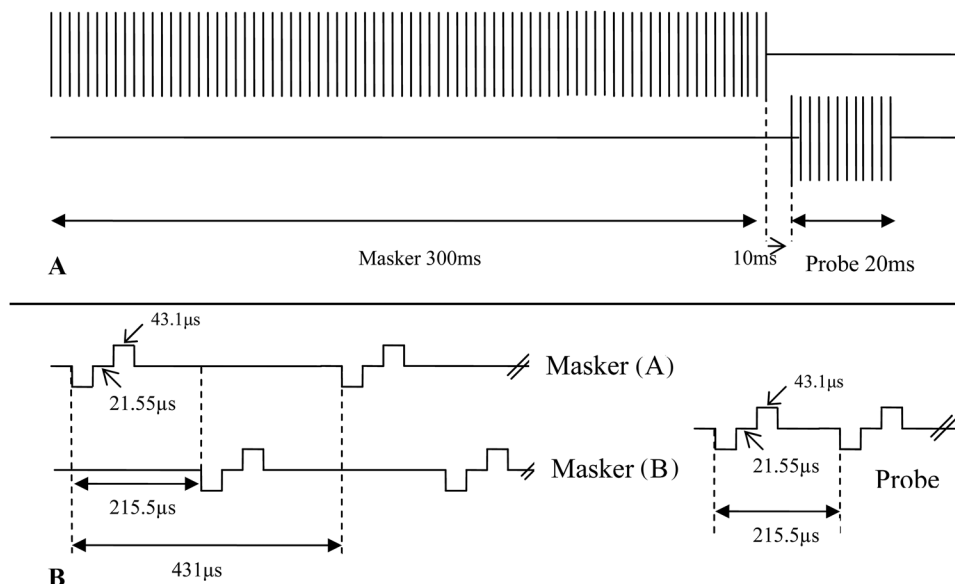 Masker 300ms
10ms
Probe 20ms
A
43.1μs
Masker (A)
21.55μs
43.1μs
Masker (B)
21.55μs
Probe
215.5μs
215.5μs
431μs
B